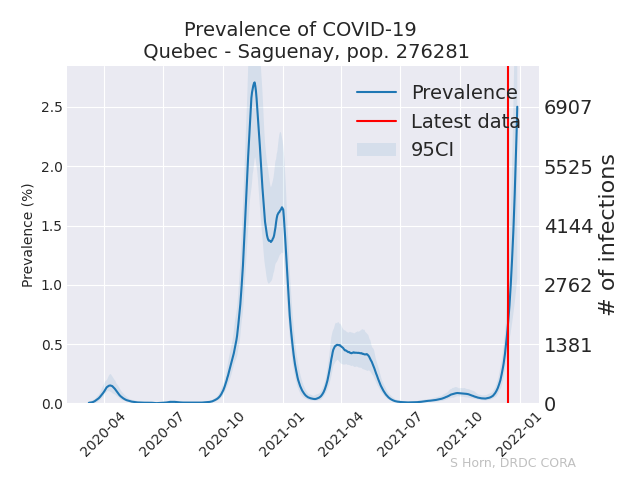 Prevalence of COVID-19
Quebec - Saguenay, pop. 276281
Prevalence
Latest data
95CI
Prevalence (%)
2.5
2.0
1.5
1.0
0.5
0.0
6907
5525
4144
2762
1381
0
# of infections
2020-04
2020-07
2020-10
2021-01
2021-04
2021-07
2021-10
2022-01
S Horn, DRDC CORA